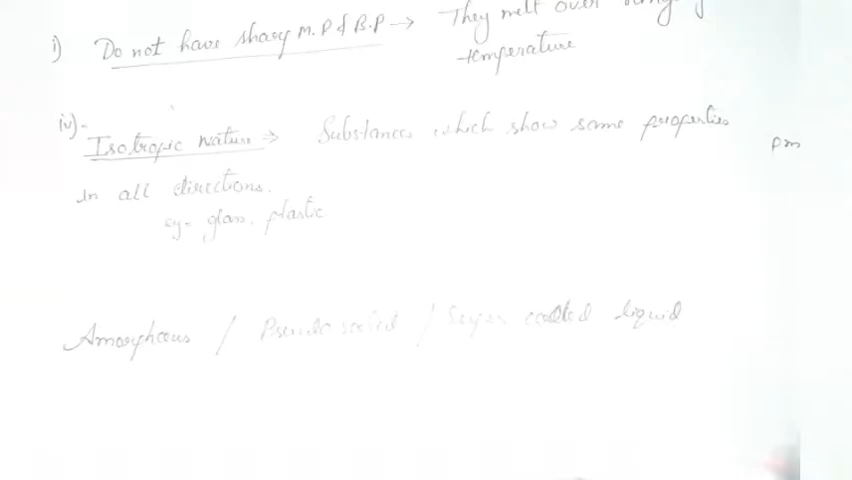 They melt over
i) Do not have sharp M.P & B.P →
temperature
iv)- Isotropic nature ⇒ Substances which show same properties
in all directions.
eg- glass, plastic
Amorphous / Pseudo solid / Super cooled liquid